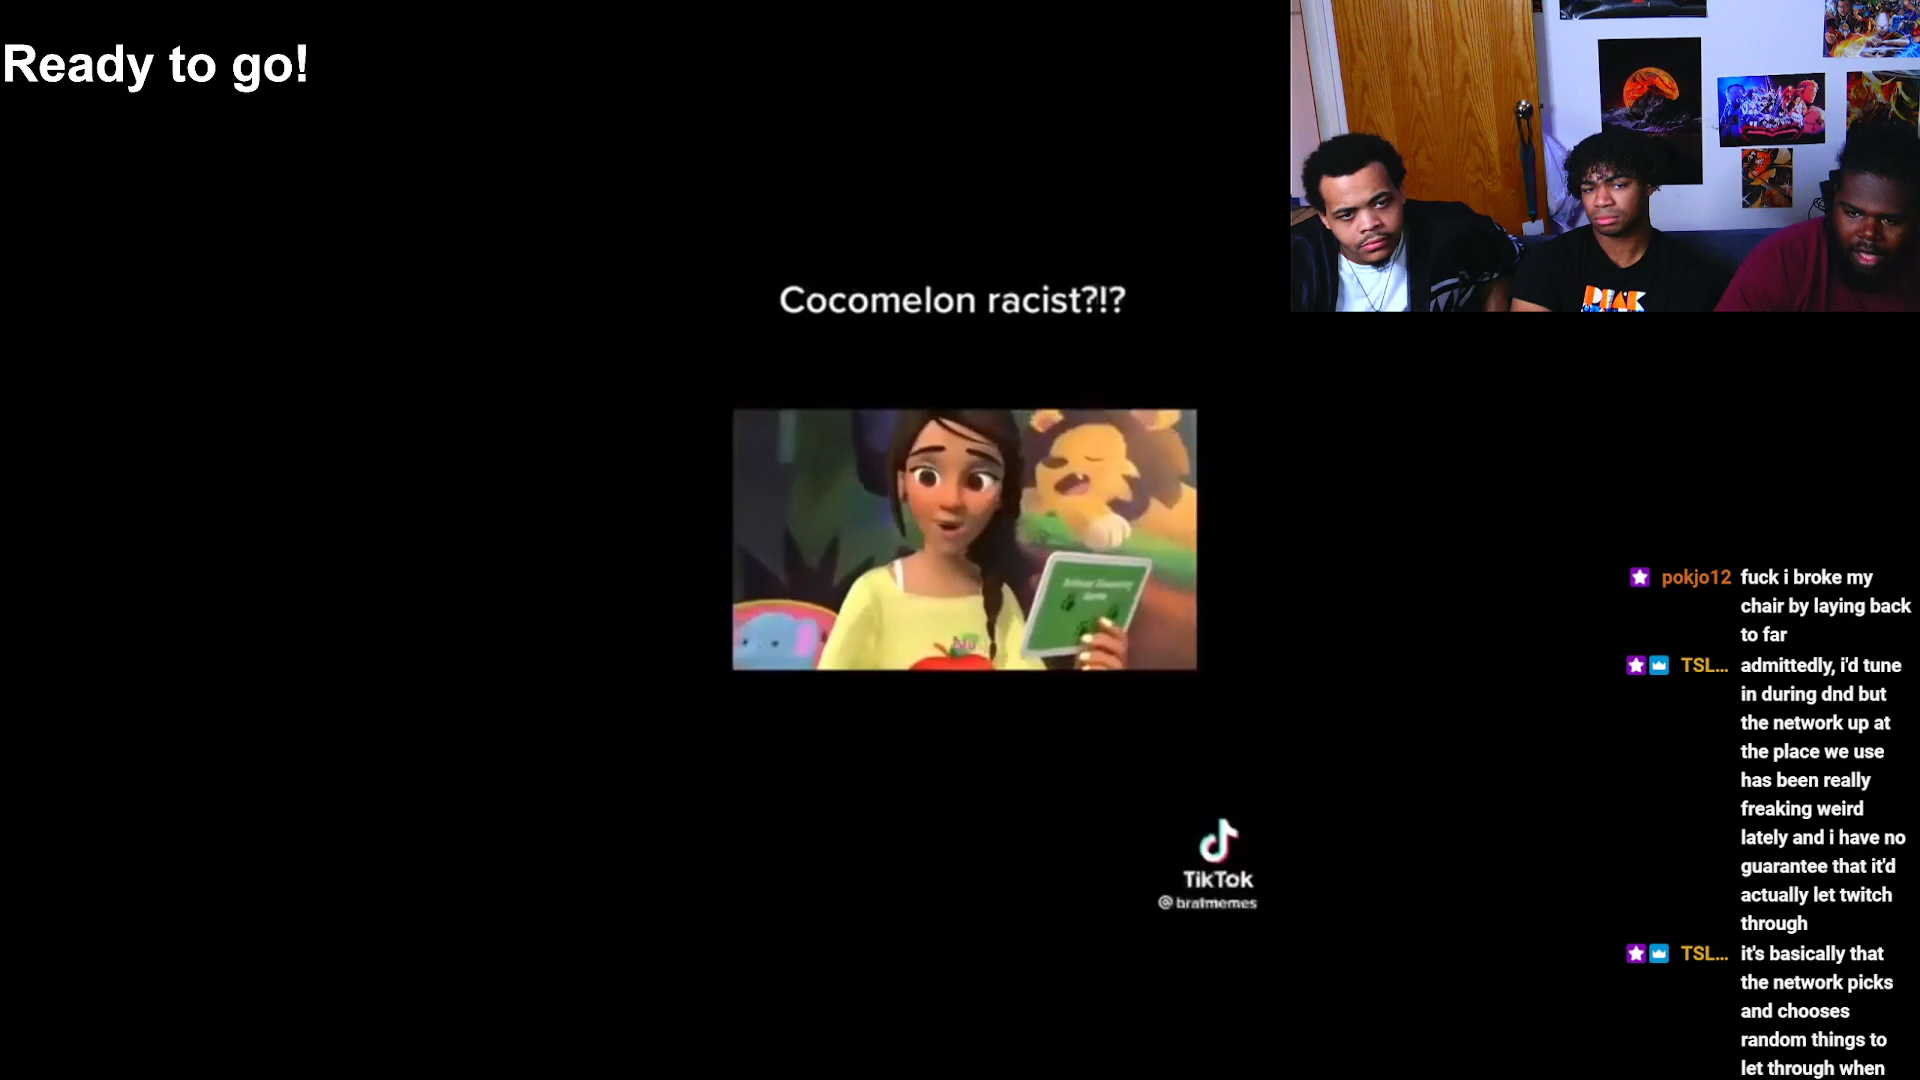 Ready to go!
Cocomelon racist?!?
Game
TikTok
@bratmemes
pokjo12 fuck i broke my
chair by laying back
to far
TSL... admittedly, i'd tune
in during dnd but
the network up at
the place we use
has been really
freaking weird
lately and i have no
guarantee that it'd
actually let twitch
through
TSL... it's basically that
the network picks
and chooses
random things to
let through when